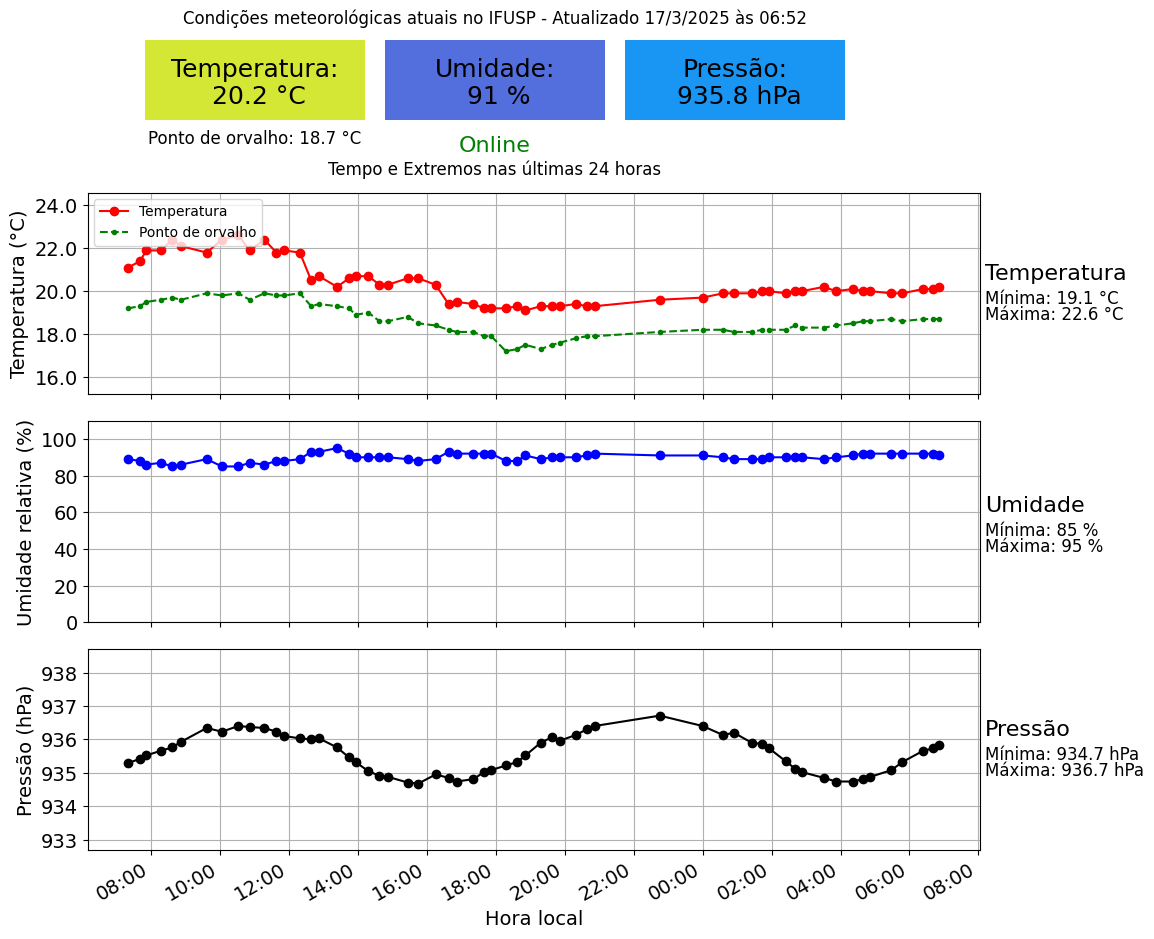 Condições meteorológicas atuais no IFUSP - Atualizado 17/3/2025 às 06:52
Temperatura:
20.2 °C
Umidade:
91 %
Pressão:
935.8 hPa
Ponto de orvalho: 18.7 °C
Online
Tempo e Extremos nas últimas 24 horas
Temperatura (°C)
24.0
22.0
20.0
18.0
16.0
Temperatura
Ponto de orvalho
Temperatura
Mínima: 19.1 °C
Máxima: 22.6 °C
Umidade relativa (%)
100
80
60
40
20
0
Umidade
Mínima: 85 %
Máxima: 95 %
Pressão (hPa)
938
937
936
935
934
933
Pressão
Mínima: 934.7 hPa
Máxima: 936.7 hPa
08:00 10:00 12:00 14:00 16:00 18:00 20:00 22:00 00:00 02:00 04:00 06:00 08:00
Hora local